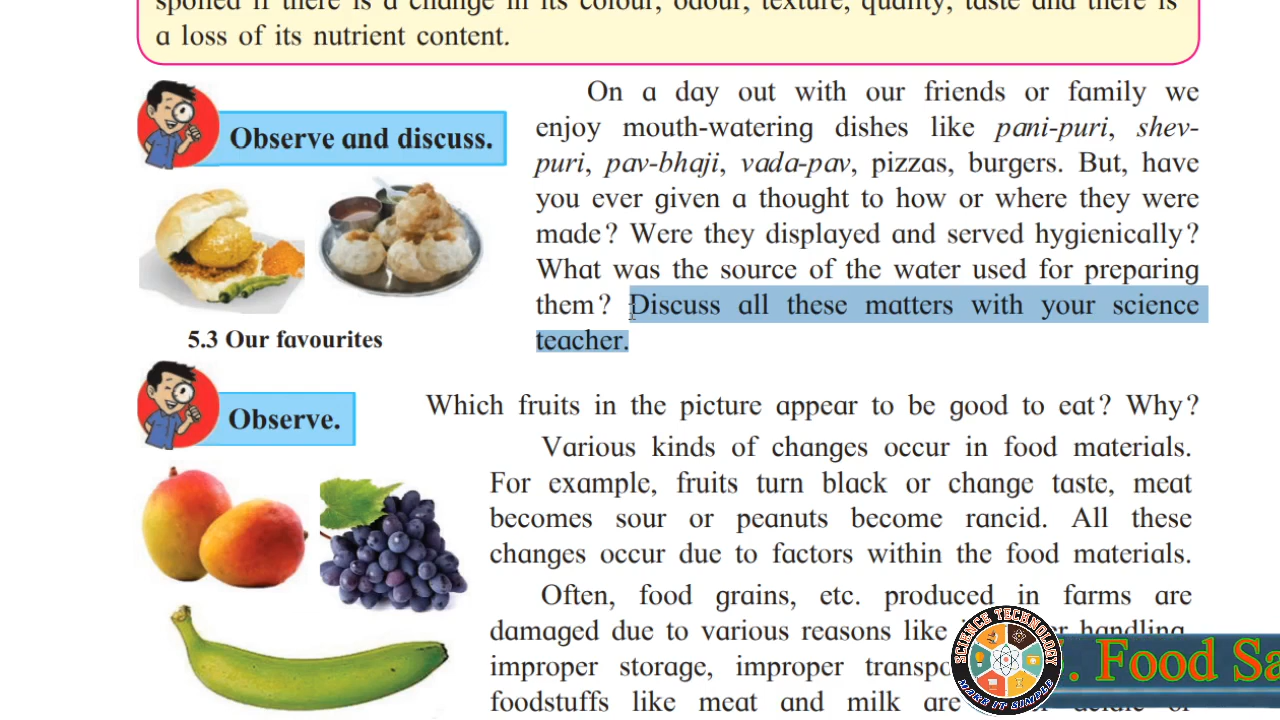 spoiled if there is a change in its colour, odour, texture, quality, taste and there is
a loss of its nutrient content.
Observe and discuss.
5.3 Our favourites
On a day out with our friends or family we
enjoy mouth-watering dishes like pani-puri, shev-
puri, pav-bhaji, vada-pav, pizzas, burgers. But, have
you ever given a thought to how or where they were
made? Were they displayed and served hygienically?
What was the source of the water used for preparing
them? Discuss all these matters with your science
teacher.
Observe.
Which fruits in the picture appear to be good to eat? Why?
Various kinds of changes occur in food materials.
For example, fruits turn black or change taste, meat
becomes sour or peanuts become rancid. All these
changes occur due to factors within the food materials.
Often, food grains, etc. produced in farms are
damaged due to various reasons like handling,
improper storage, improper
foodstuffs like meat and milk are
SCIENCE TECHNOLOGY
MAKE IT SIMPLE
. Food Sa